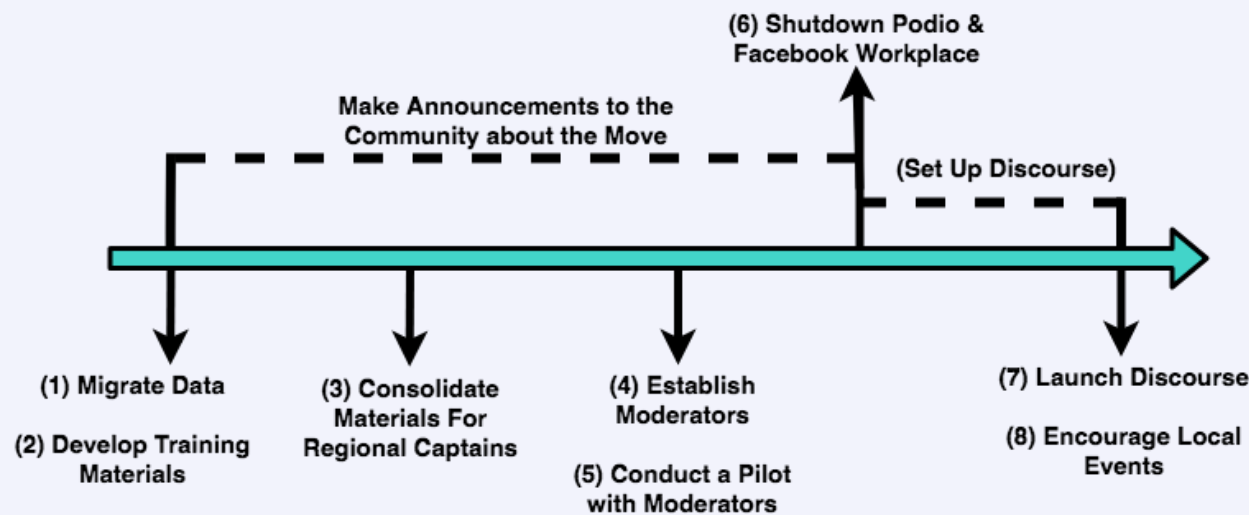 (6) Shutdown Podio &
Facebook Workplace
Make Announcements to the
Community about the Move
(Set Up Discourse)
(1) Migrate Data
(2) Develop Training
Materials
(3) Consolidate
Materials For
Regional Captains
(4) Establish
Moderators
(5) Conduct a Pilot
with Moderators
(7) Launch Discourse
(8) Encourage Local
Events